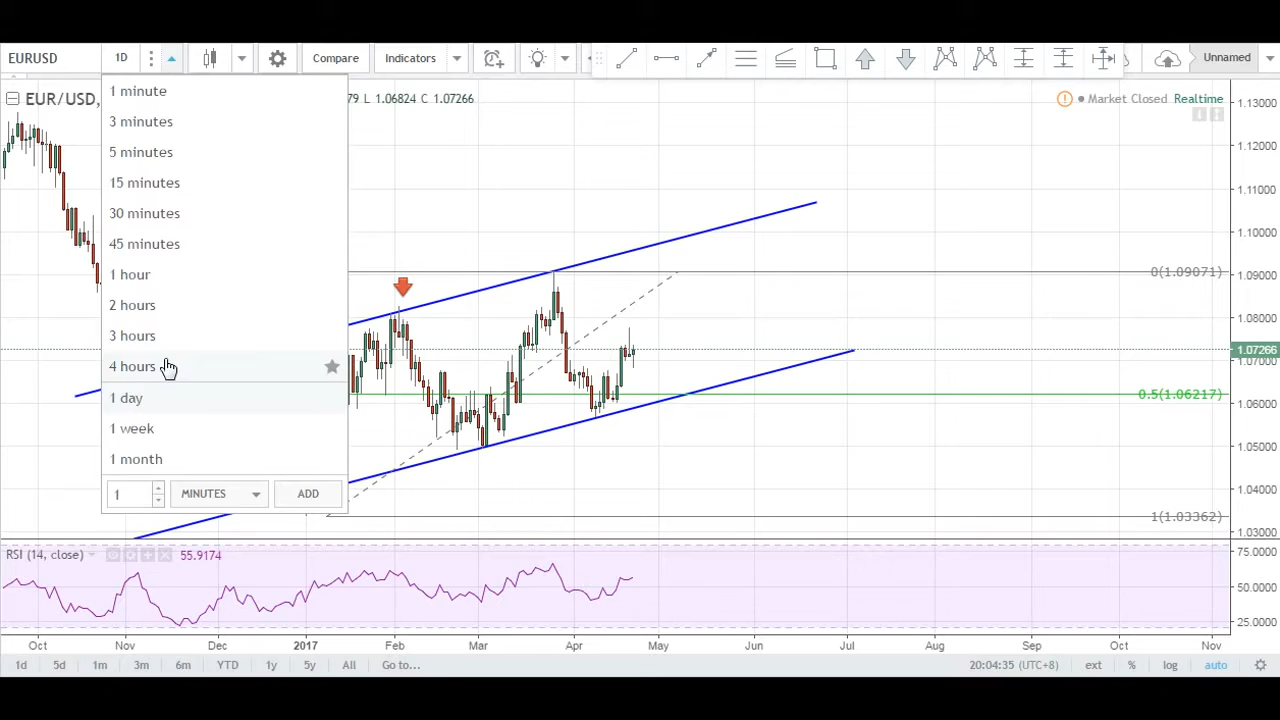 EURUSD 1D Compare Indicators Unnamed
EUR/USD, 79 L 1.06824 C 1.07266 Market Closed Realtime
1 minute
3 minutes
5 minutes
15 minutes
30 minutes
45 minutes
1 hour
2 hours
3 hours
4 hours
1 day
1 week
1 month
1 MINUTES ADD
0(1.09071)
0.5(1.06217)
1(1.03362)
1.13000
1.12000
1.11000
1.10000
1.09000
1.08000
1.07266
1.07000
1.06000
1.05000
1.04000
1.03000
RSI (14, close) 55.9174
75.0000
50.0000
25.0000
Oct Nov Dec 2017 Feb Mar Apr May Jun Jul Aug Sep Oct Nov
1d 5d 1m 3m 6m YTD 1y 5y All Go to... 20:04:35 (UTC+8) ext % log auto